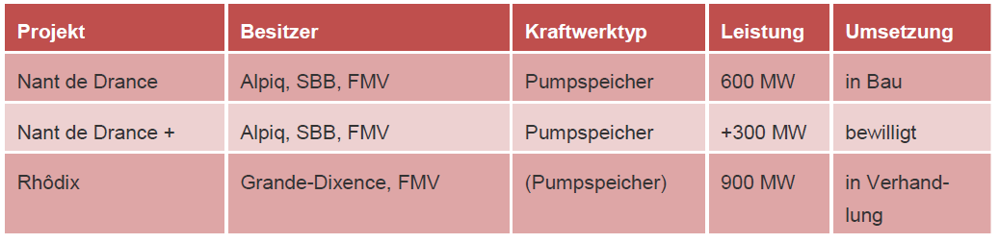 Projekt Besitzer Kraftwerktyp Leistung Umsetzung
Nant de Drance Alpiq, SBB, FMV Pumpspeicher 600 MW in Bau
Nant de Drance + Alpiq, SBB, FMV Pumpspeicher +300 MW bewilligt
Rhôdix Grande-Dixence, FMV (Pumpspeicher) 900 MW in Verhand-
lung